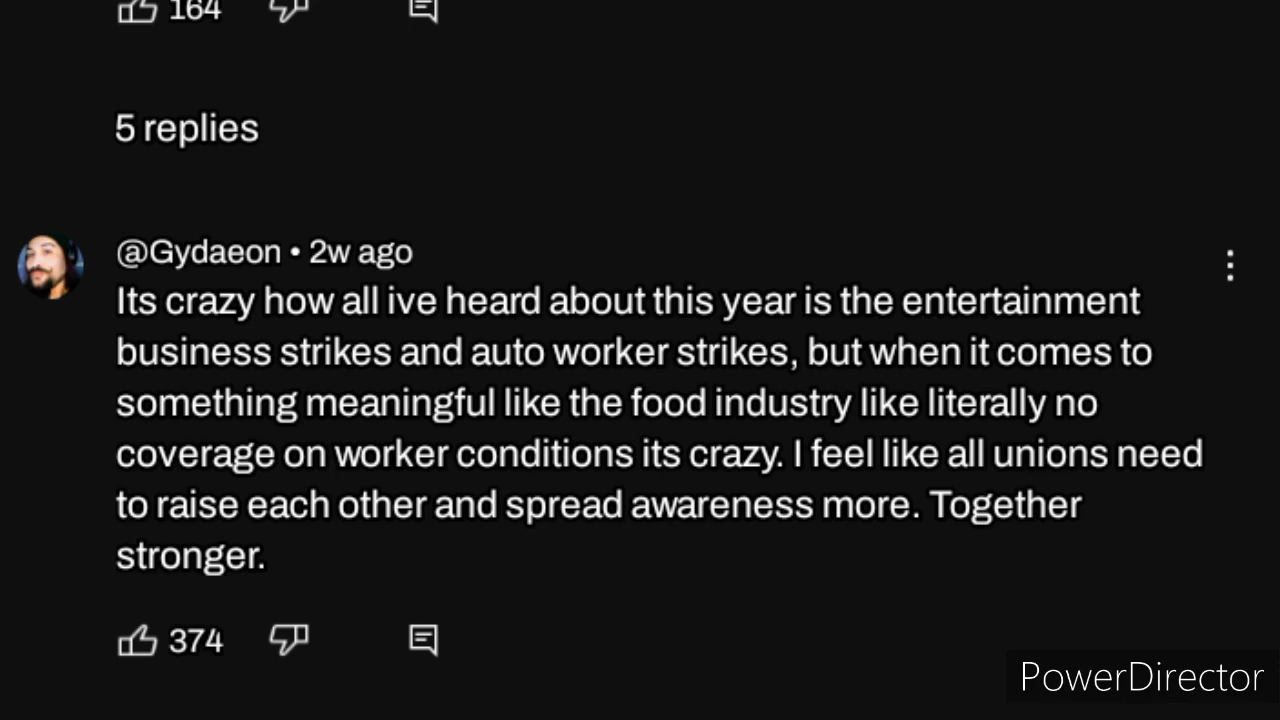 164
5 replies
@Gydaeon • 2w ago
Its crazy how all ive heard about this year is the entertainment
business strikes and auto worker strikes, but when it comes to
something meaningful like the food industry like literally no
coverage on worker conditions its crazy. I feel like all unions need
to raise each other and spread awareness more. Together
stronger.
374
PowerDirector